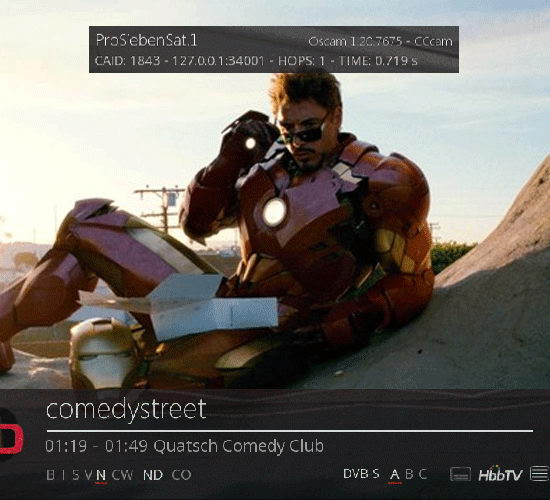 ProSiebenSat.1 Oscam 1.20.7675 - CCcam
CAID: 1843 - 127.0.0.1:34001 - HOPS: 1 - TIME: 0.719 s
comedystreet
01:19 - 01:49 Quatsch Comedy Club
B I S V N CW ND CO DVB-S A B C HbbTV